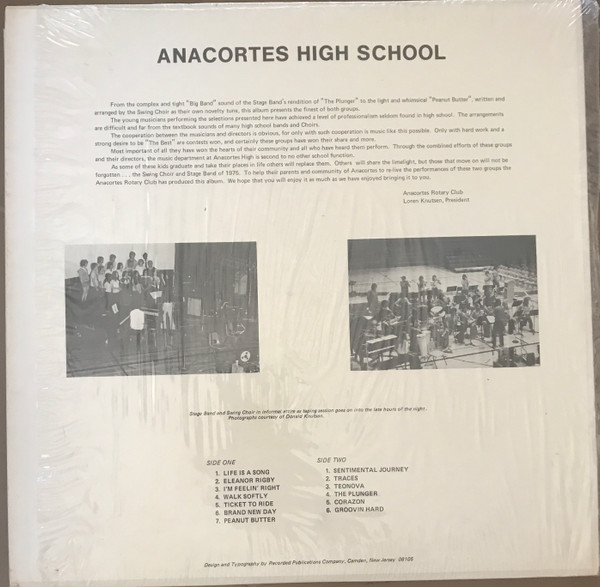 ANACORTES HIGH SCHOOL
From the complex and tight "Big Band" sound of the Stage Band's rendition of "The Plunger" to the light and whimsical "Peanut Butter", written and
arranged by the Swing Choir as their own novelty tune, this album presents the finest of both groups.
The young musicians performing the selections presented here have achieved a level of professionalism seldom found in high school. The arrangements
are difficult and far from the textbook sounds of many high school bands and Choirs.
The cooperation between the musicians and directors is obvious, for only with such cooperation is music like this possible. Only with hard work and a
strong desire to be "The Best" are contests won, and certainly these groups have won their share and more.
Most important of all they have won the hearts of their community and all who have heard them perform. Through the combined efforts of these groups
and their directors, the music department at Anacortes High is second to no other school function.
As some of these kids graduate and take their places in life others will replace them. Others will share the limelight, but those that move on will not be
forgotten . . . the Swing Choir and Stage Band of 1975. To help their parents and community of Anacortes to re-live the performances of these two groups the
Anacortes Rotary Club has produced this album. We hope that you will enjoy it as much as we have enjoyed bringing it to you.
Anacortes Rotary Club
Loren Knutsen, President
Stage Band and Swing Choir in informal attire as taping session goes on into the late hours of the night.
Photographs courtesy of Donald Knutsen.
SIDE ONE
1. LIFE IS A SONG
2. ELEANOR RIGBY
3. I'M FEELIN' RIGHT
4. WALK SOFTLY
5. TICKET TO RIDE
6. BRAND NEW DAY
7. PEANUT BUTTER
SIDE TWO
1. SENTIMENTAL JOURNEY
2. TRACES
3. TEONOVA
4. THE PLUNGER
5. CORAZON
6. GROOVIN HARD
Design and Typography by Recorded Publications Company, Camden, New Jersey 08105